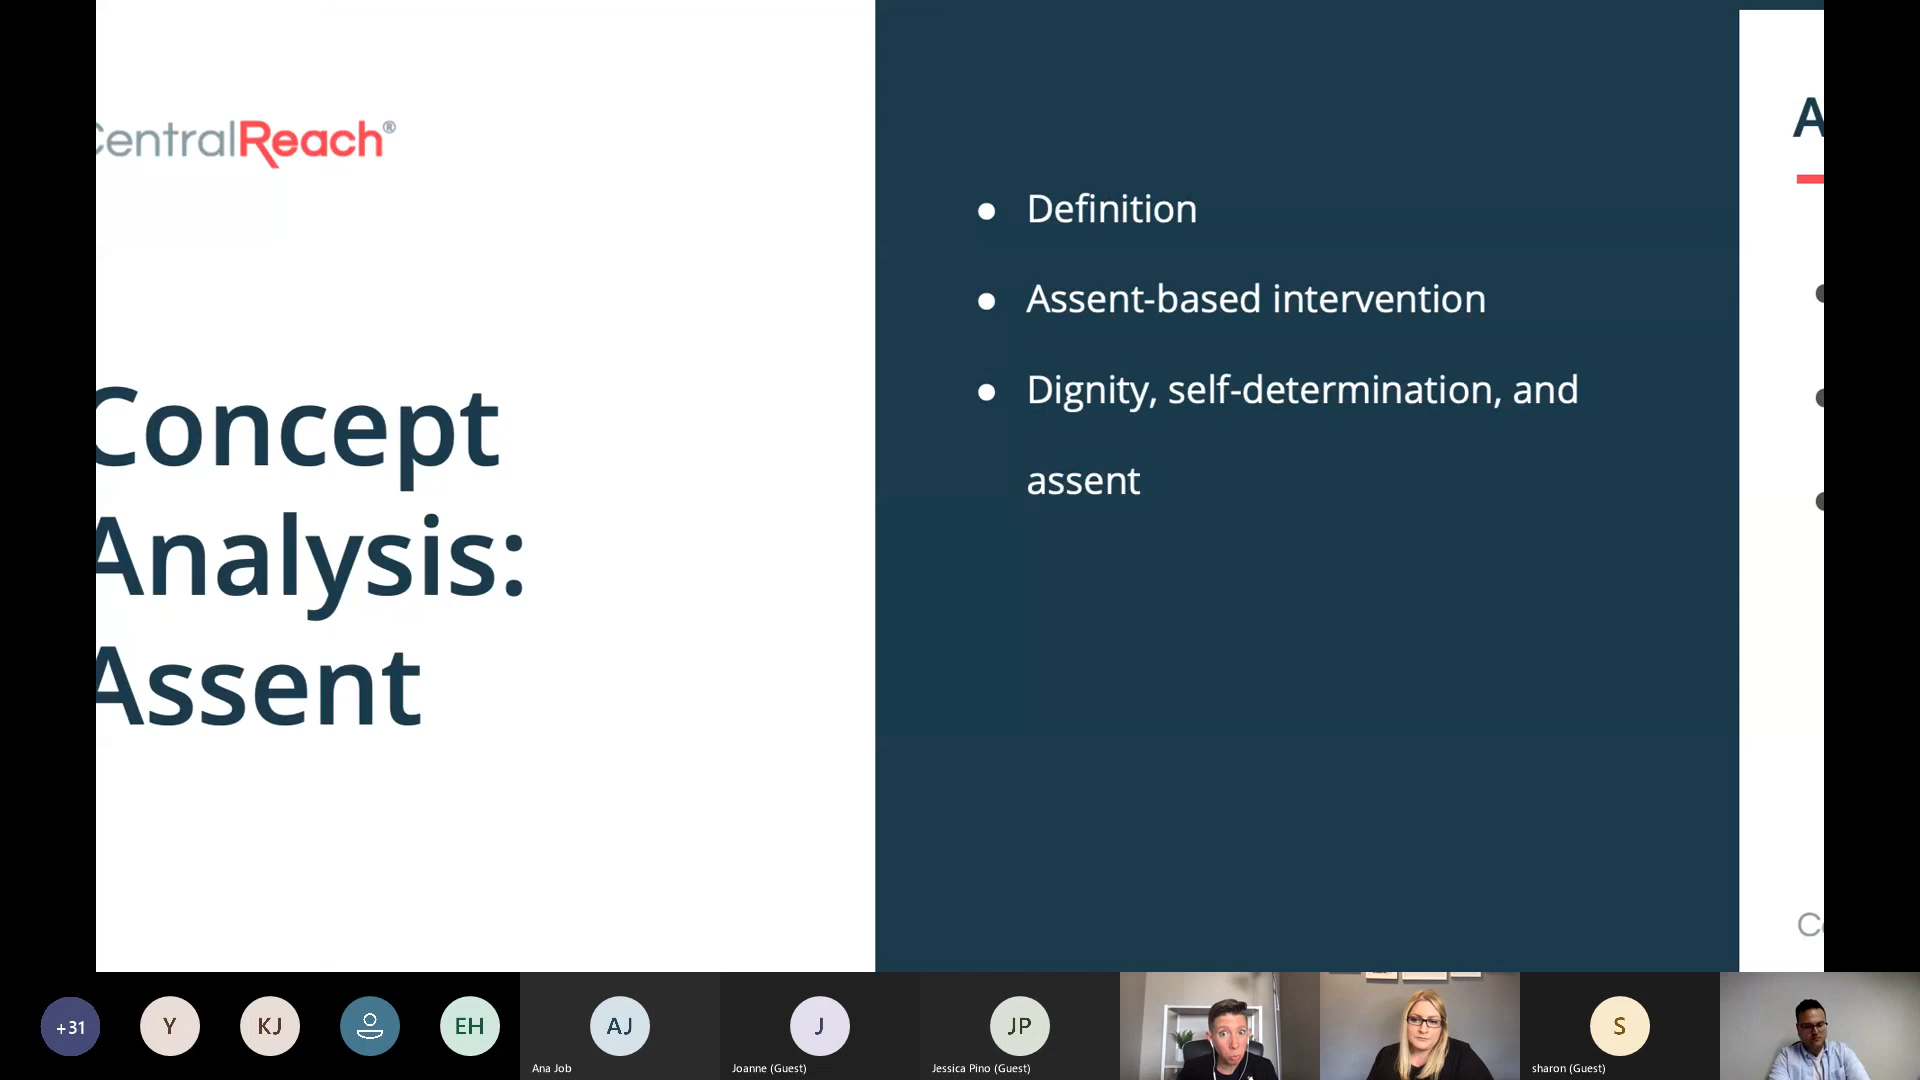 CentralReach®
Concept
Analysis:
Assent
● Definition
● Assent-based intervention
● Dignity, self-determination, and
assent
A
C
+31
Y
KJ
EH
AJ
Ana Job
J
Joanne (Guest)
JP
Jessica Pino (Guest)
S
sharon (Guest)